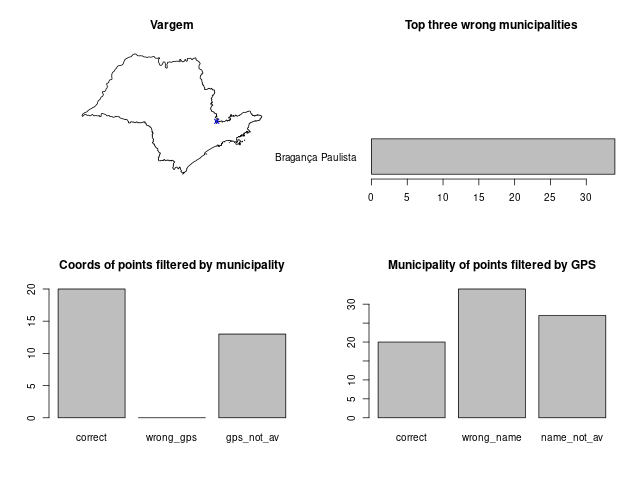 Vargem
Top three wrong municipalities
Bragança Paulista
0 5 10 15 20 25 30
Coords of points filtered by municipality
0 5 10 15 20
correct wrong_gps gps_not_av
Municipality of points filtered by GPS
0 5 10 20 30
correct wrong_name name_not_av